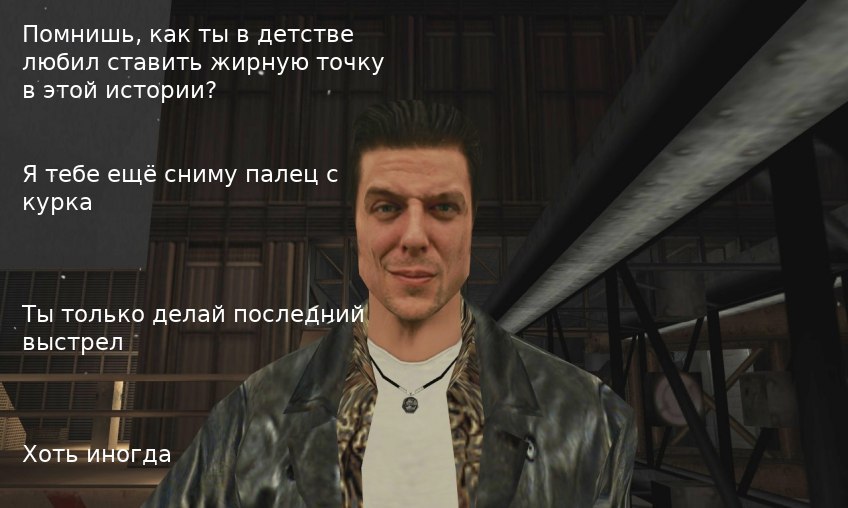 Помнишь, как ты в детстве
любил ставить жирную точку
в этой истории?
Я тебе ещё сниму палец с
курка
Ты только делай последний
выстрел
Хоть иногда